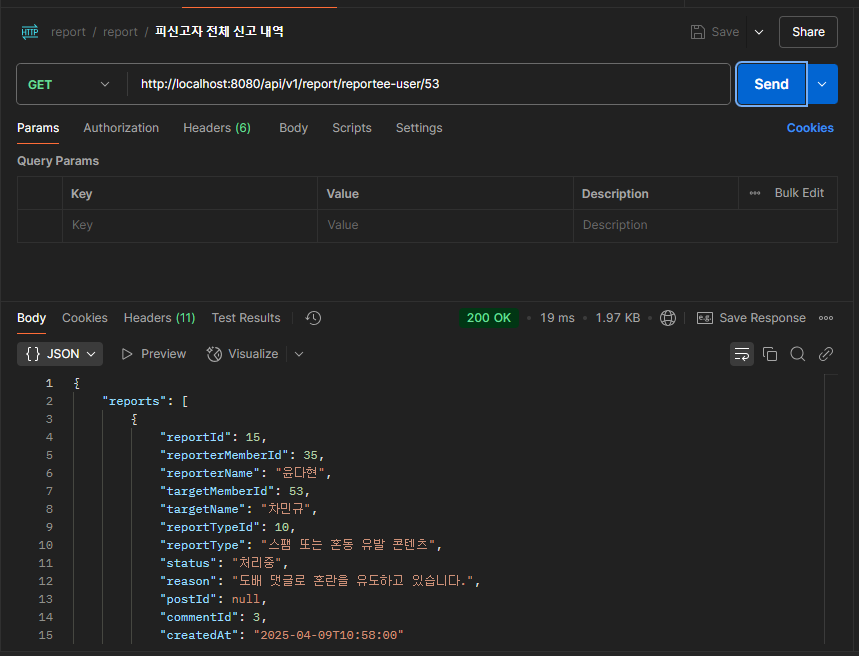 HTTP report / report / 피신고자 전체 신고 내역 Save Share
GET http://localhost:8080/api/v1/report/reportee-user/53 Send
Params Authorization Headers (6) Body Scripts Settings Cookies
Query Params
Key Value Description ••• Bulk Edit
Key Value Description
Body Cookies Headers (11) Test Results 200 OK • 19 ms • 1.97 KB • e.g. Save Response •••
{} JSON Preview Visualize
1 {
2 "reports": [
3 {
4 "reportId": 15,
5 "reporterMemberId": 35,
6 "reporterName": "윤다현",
7 "targetMemberId": 53,
8 "targetName": "차민규",
9 "reportTypeId": 10,
10 "reportType": "스팸 또는 혼동 유발 콘텐츠",
11 "status": "처리중",
12 "reason": "도배 댓글로 혼란을 유도하고 있습니다.",
13 "postId": null,
14 "commentId": 3,
15 "createdAt": "2025-04-09T10:58:00"